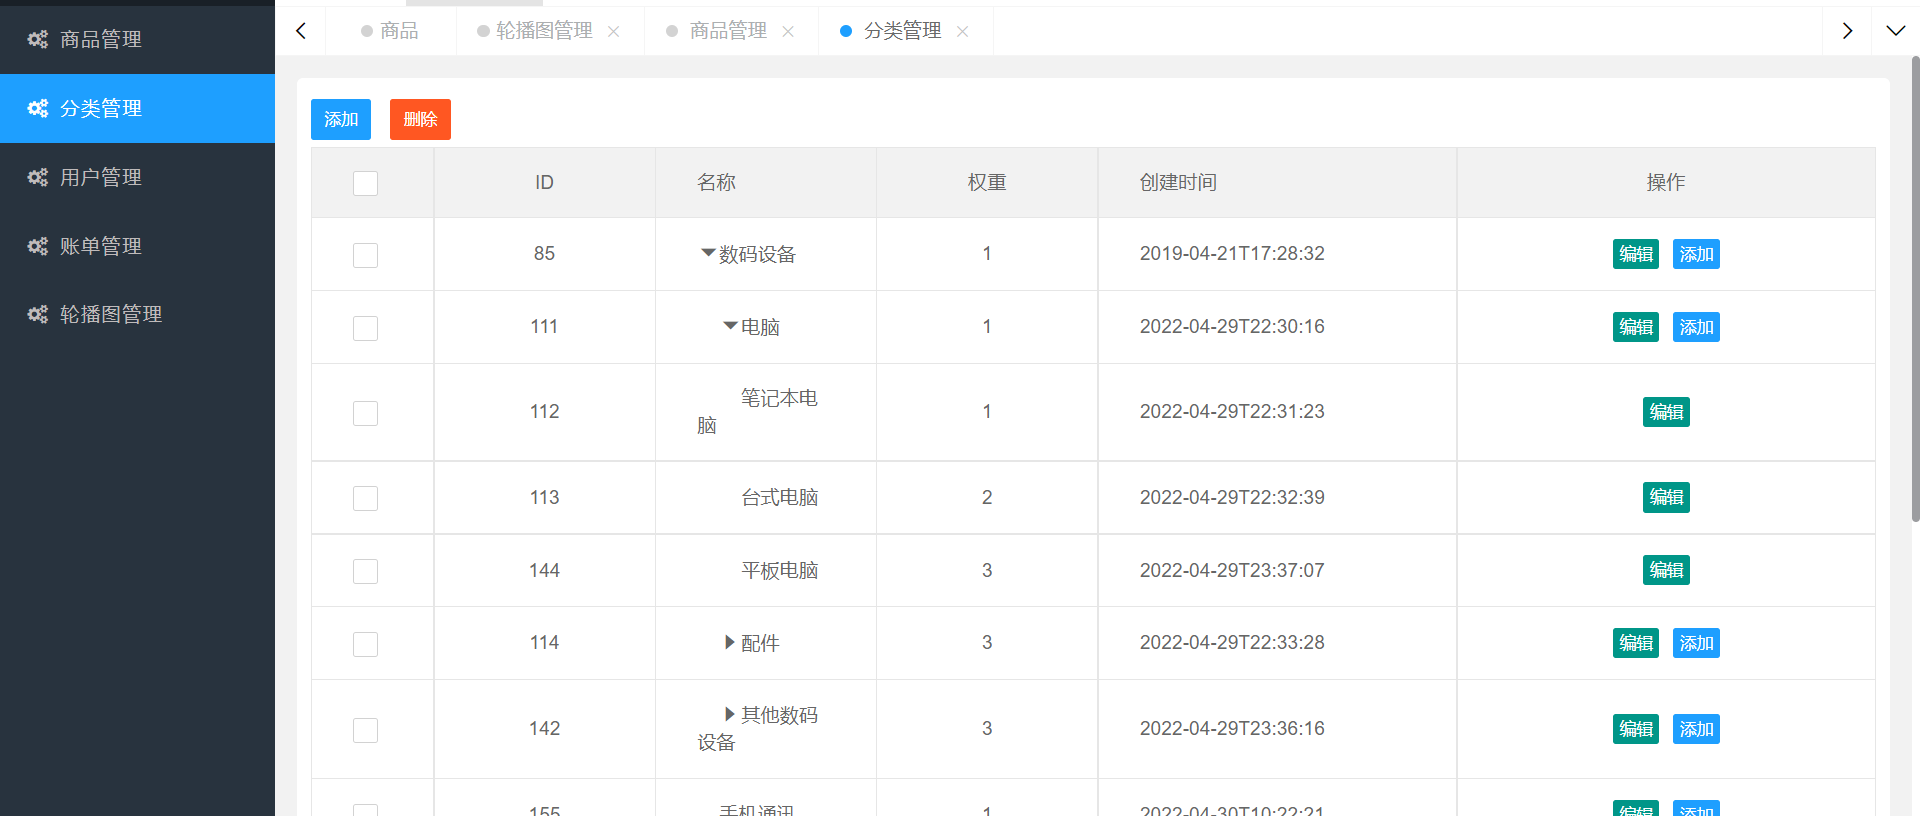 商品管理
分类管理
用户管理
账单管理
轮播图管理
商品 轮播图管理 商品管理 分类管理
添加 删除
ID 名称 权重 创建时间 操作
85 数码设备 1 2019-04-21T17:28:32 编辑 添加
111 电脑 1 2022-04-29T22:30:16 编辑 添加
112 笔记本电 1 2022-04-29T22:31:23 编辑
脑
113 台式电脑 2 2022-04-29T22:32:39 编辑
144 平板电脑 3 2022-04-29T23:37:07 编辑
114 配件 3 2022-04-29T22:33:28 编辑 添加
142 其他数码 3 2022-04-29T23:36:16 编辑 添加
设备
155 手机通讯 1 2022-04-30T10:22:21 编辑 添加